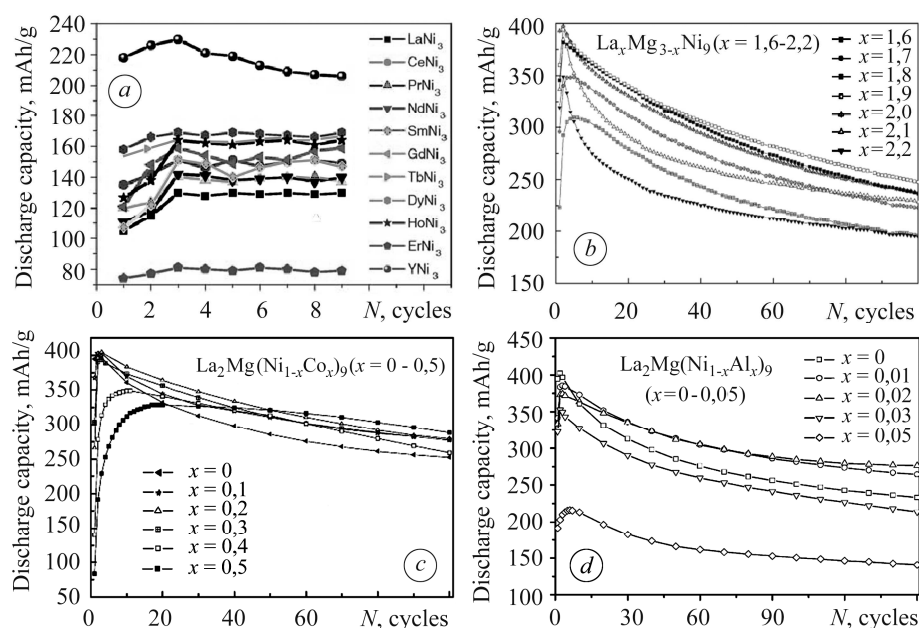 Discharge capacity, mAh/g
240
220
200
180
160
140
120
100
80
0
2
4
6
8
N, cycles
a
LaNi3
CeNi3
PrNi3
NdNi3
SmNi3
GdNi3
TbNi3
DyNi3
HoNi3
ErNi3
YNi3
Discharge capacity, mAh/g
400
350
300
250
200
150
0
20
40
60
80
N, cycles
b
LaxMg3-xNi9(x = 1,6-2,2)
x=1,6
x=1,7
x=1,8
x=1,9
x=2,0
x=2,1
x=2,2
Discharge capacity, mAh/g
400
350
300
250
200
150
100
50
0
20
40
60
80
N, cycles
c
La2Mg(Ni1-xCox)9(x = 0 - 0,5)
x = 0
x = 0,1
x = 0,2
x = 0,3
x = 0,4
x = 0,5
Discharge capacity, mAh/g
400
350
300
250
200
150
100
0
30
60
90
N, cycles
d
La2Mg(Ni1-xAlx)9
(x=0-0,05)
x = 0
x = 0,01
x = 0,02
x = 0,03
x = 0,05